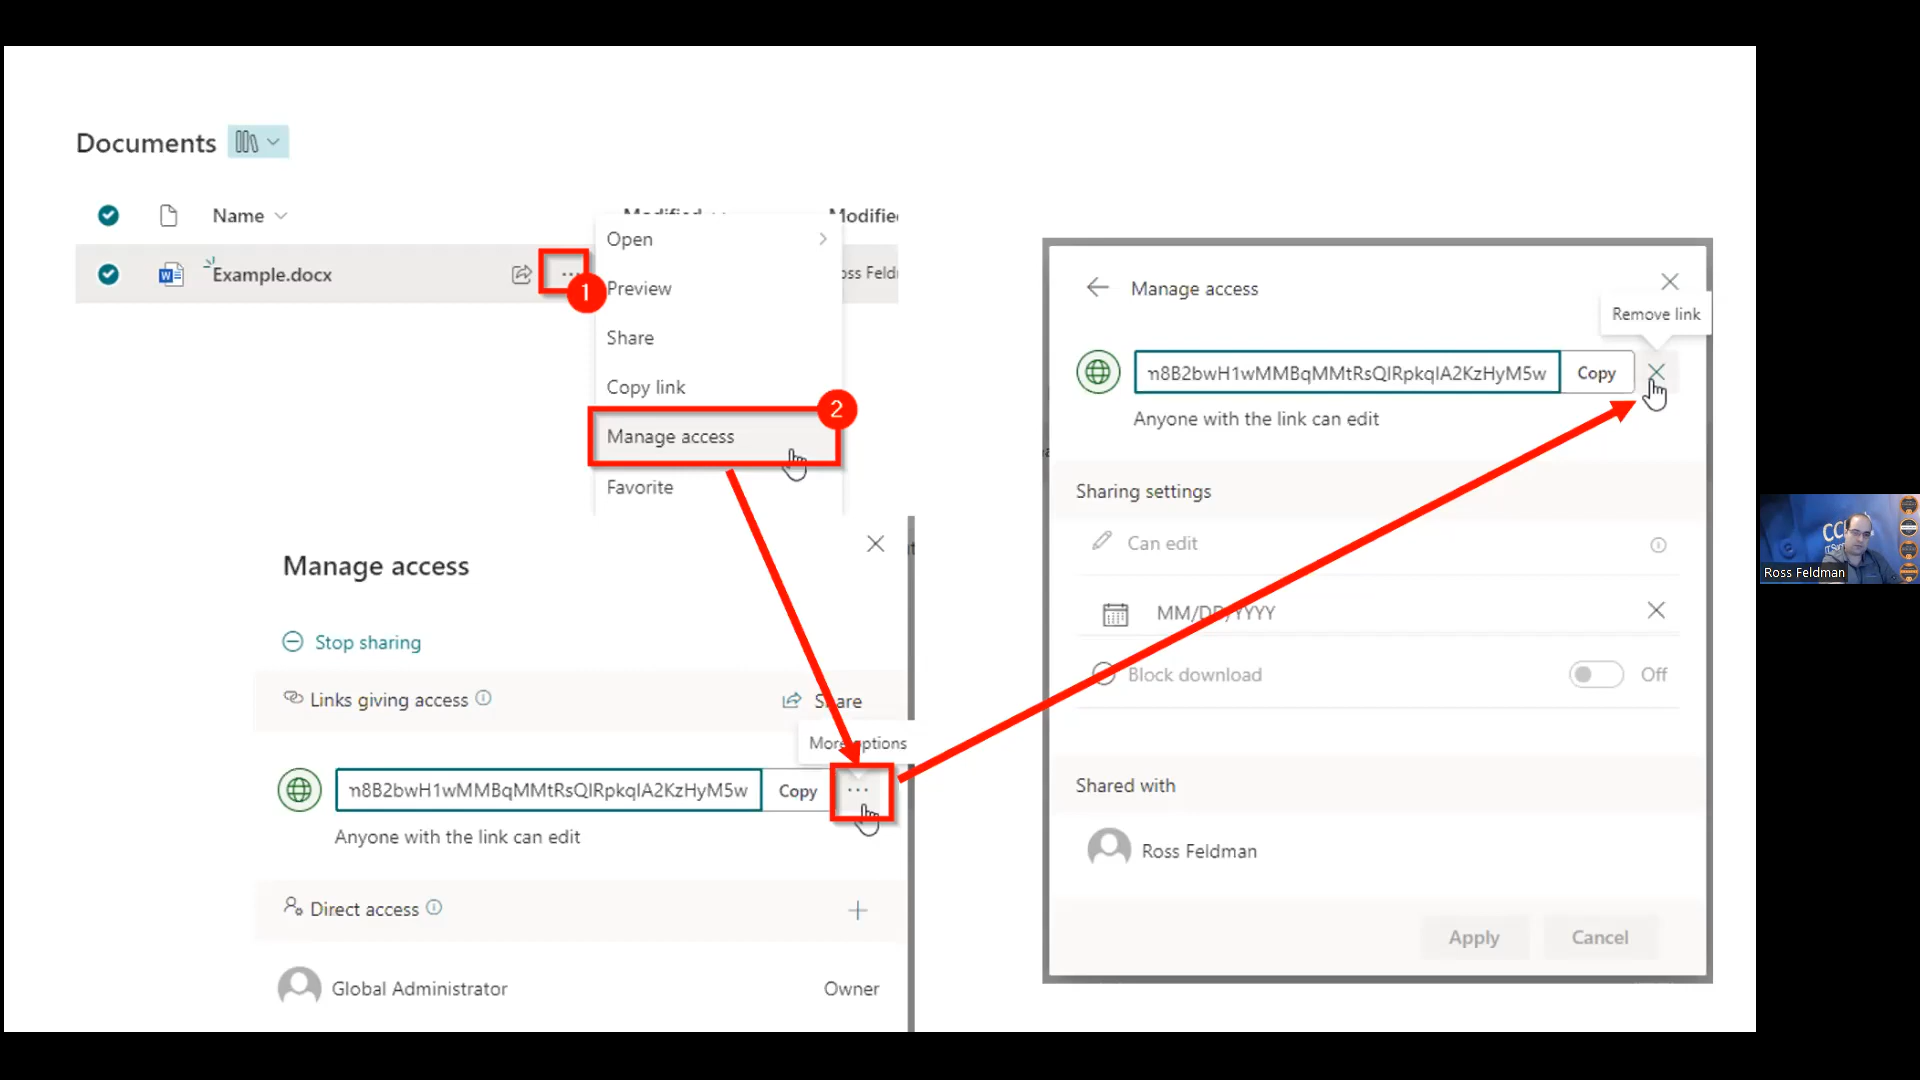 Documents
Name
Modified
Example.docx
1
Open
Preview
Share
Copy link
2
Manage access
Favorite
Manage access
Stop sharing
Links giving access
Share
More options
m8B2bwH1wMMBqMMtRsQIRpkqIA2KzHyM5w Copy ...
Anyone with the link can edit
Direct access
Global Administrator Owner
Manage access
Remove link
m8B2bwH1wMMBqMMtRsQIRpkqIA2KzHyM5w Copy
Anyone with the link can edit
Sharing settings
Can edit
MM/DD/YYYY
Block download Off
Shared with
Ross Feldman
Apply Cancel
Ross Feldman